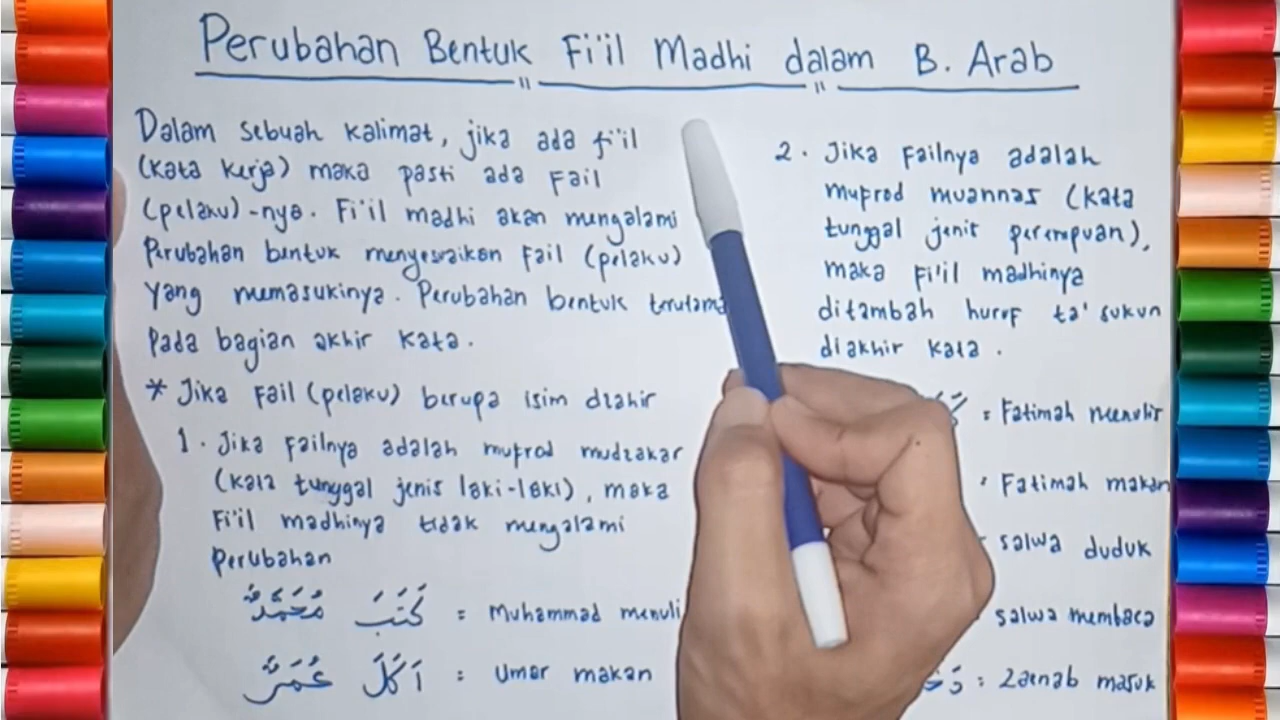 Perubahan Bentuk Fi'il Madhi dalam B. Arab
Dalam sebuah kalimat, jika ada fi'il
(kata kerja) maka pasti ada Fail
(pelaku)-nya. Fi'il madhi akan mengalami
Perubahan bentuk menyesuaikan Fail (pelaku)
yang memasukinya. Perubahan bentuk terutama
Pada bagian akhir kata.
* Jika Fail (pelaku) berupa isim dzahir
1. Jika Failnya adalah mufrod mudzakar
(kata tunggal jenis laki-laki), maka
Fi'il madhinya tidak mengalami
Perubahan
كَتَبَ مُحَمَّدٌ = Muhammad menuli
اَكَلَ عُمَرٌ = Umar makan
2. Jika Failnya adalah
mufrod muannas (kata
tunggal jenis perempuan),
maka Fi'il madhinya
ditambah huruf ta' sukun
diakhir kata.
= Fatimah menulis
Fatimah makan
salwa duduk
salwa membaca
: Zaenab masuk